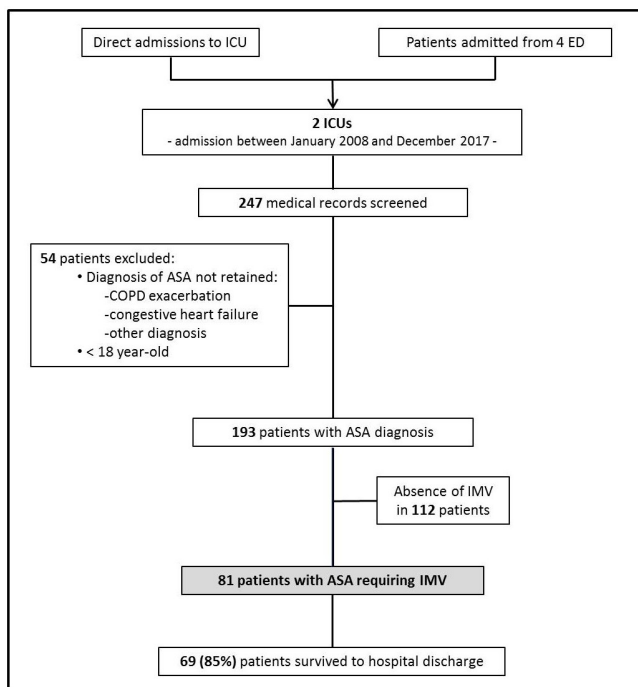 Direct admissions to ICU
Patients admitted from 4 ED
2 ICUs
- admission between January 2008 and December 2017 -
247 medical records screened
54 patients excluded:
• Diagnosis of ASA not retained:
-COPD exacerbation
-congestive heart failure
-other diagnosis
• < 18 year-old
193 patients with ASA diagnosis
Absence of IMV
in 112 patients
81 patients with ASA requiring IMV
69 (85%) patients survived to hospital discharge